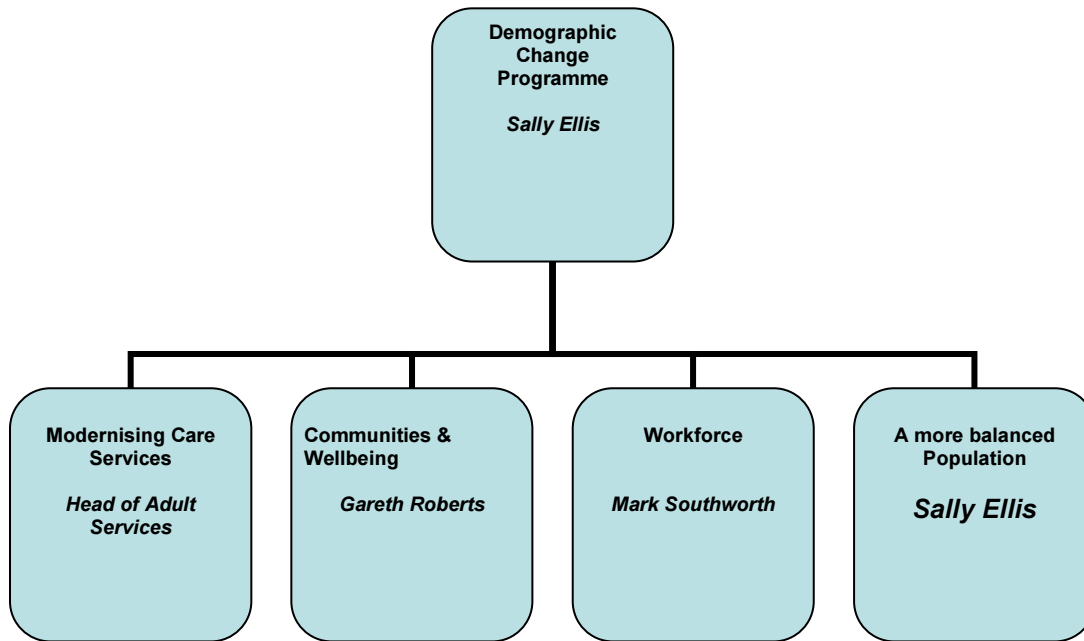 Demographic
Change
Programme
Sally Ellis
Modernising Care
Services
Head of Adult
Services
Communities &
Wellbeing
Gareth Roberts
Workforce
Mark Southworth
A more balanced
Population
Sally Ellis